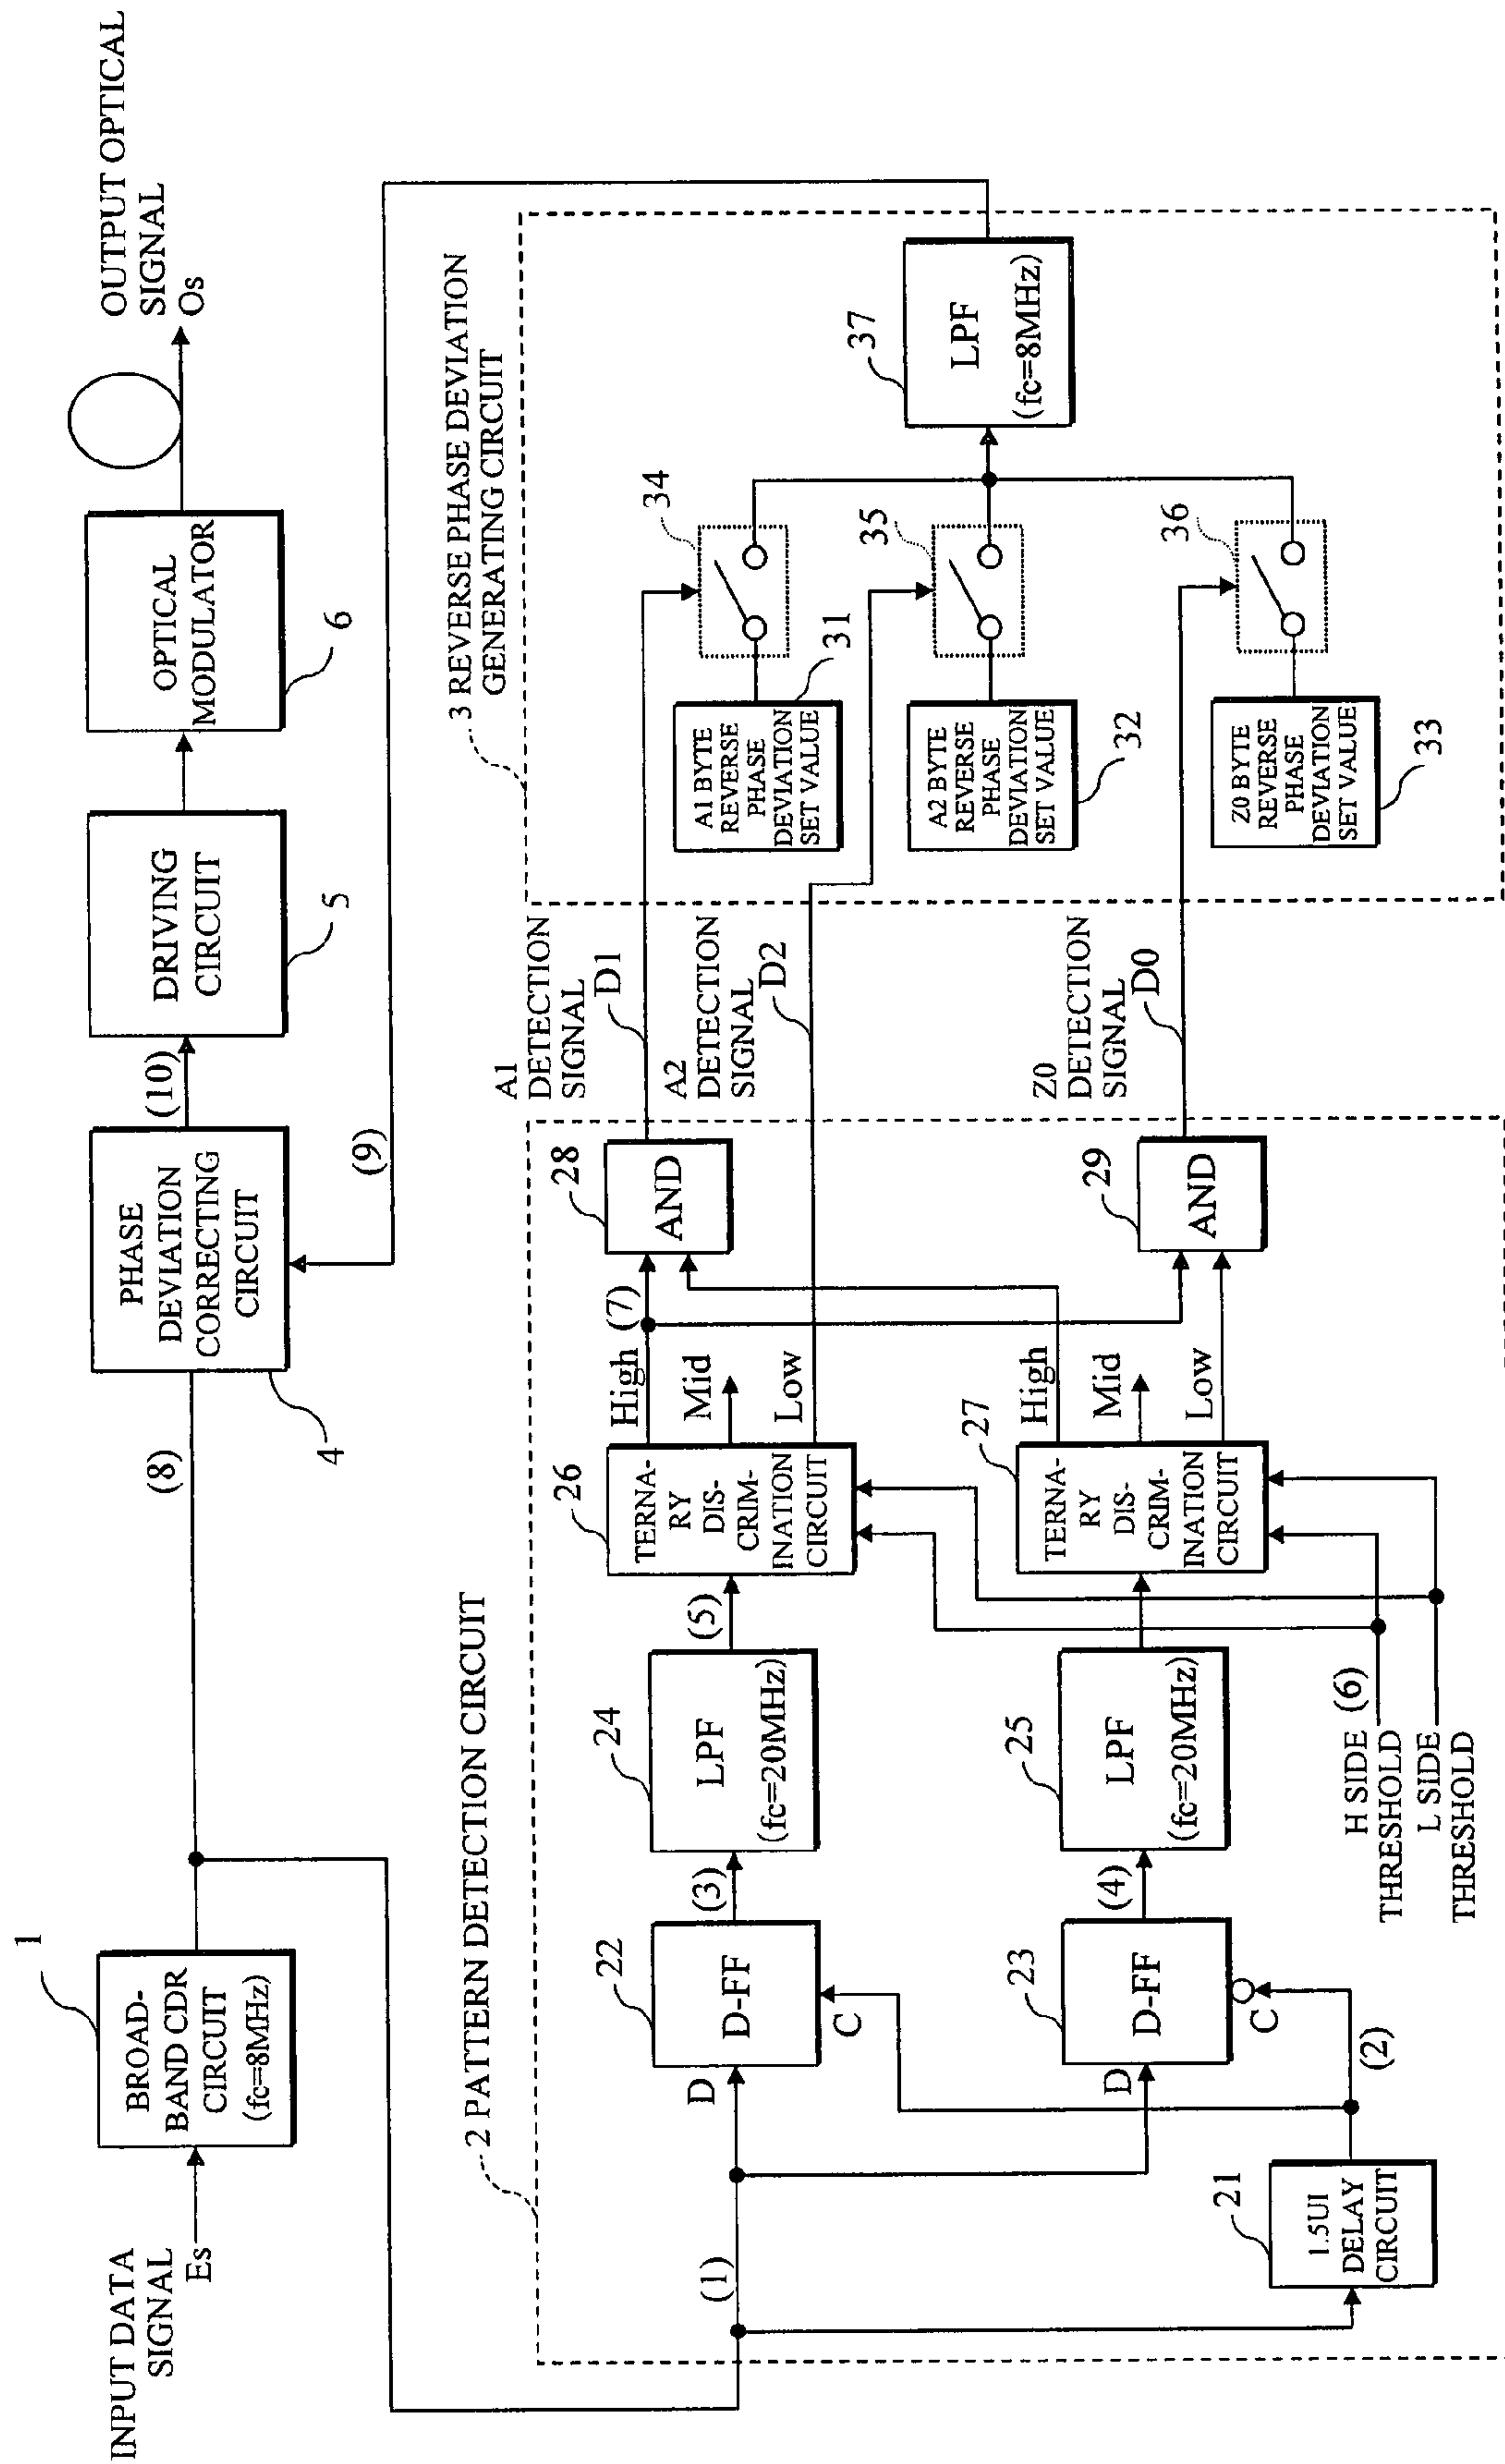 INPUT DATA
SIGNAL
Es
1
BROAD-
BAND CDR
CIRCUIT
(fc=8MHz)
(8)
4
PHASE
DEVIATION
CORRECTING
CIRCUIT
(10)
(9)
DRIVING
CIRCUIT
5
OPTICAL
MODULATOR
6
OUTPUT OPTICAL
SIGNAL
Os
2 PATTERN DETECTION CIRCUIT
(1)
21
1.5UI
DELAY
CIRCUIT
(2)
22
D
D-FF
C
(3)
23
D
D-FF
C
(4)
24
LPF
(fc=20MHz)
(5)
25
LPF
(fc=20MHz)
H SIDE (6)
THRESHOLD
L SIDE
THRESHOLD
26
TERNA-
RY DIS-
CRIM-
INATION
CIRCUIT
High
Mid
Low
(7)
27
TERNA-
RY DIS-
CRIM-
INATION
CIRCUIT
High
Mid
Low
28
AND
29
AND
A1
DETECTION
SIGNAL
D1
A2
DETECTION
SIGNAL
D2
Z0
DETECTION
SIGNAL
D0
3 REVERSE PHASE DEVIATION
GENERATING CIRCUIT
A1 BYTE
REVERSE
PHASE
DEVIATION
SET VALUE
31
34
A2 BYTE
REVERSE
PHASE
DEVIATION
SET VALUE
32
35
Z0 BYTE
REVERSE
PHASE
DEVIATION
SET VALUE
33
36
37
LPF
(fc=8MHz)